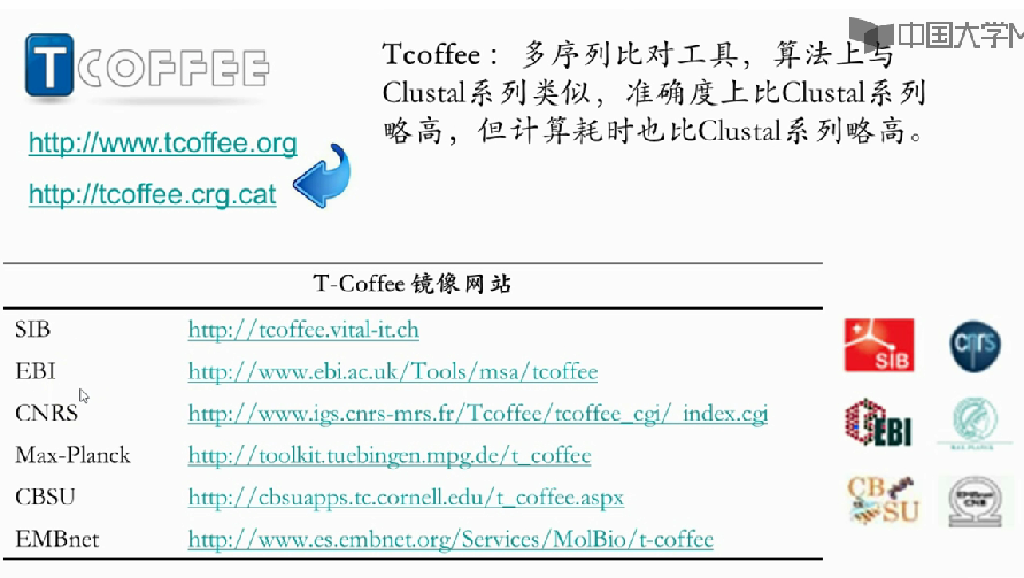 中国大学M
TCOFFEE
Tcoffee： 多序列比对工具，算法上与
Clustal系列类似，准确度上比Clustal系列
略高，但计算耗时也比Clustal系列略高。
http://www.tcoffee.org
http://tcoffee.crg.cat
T-Coffee 镜像网站
SIB http://tcoffee.vital-it.ch
EBI http://www.ebi.ac.uk/Tools/msa/tcoffee
CNRS http://www.igs.cnrs-mrs.fr/Tcoffee/tcoffee_cgi/_index.cgi
Max-Planck http://toolkit.tuebingen.mpg.de/t_coffee
CBSU http://cbsuapps.tc.cornell.edu/t_coffee.aspx
EMBnet http://www.es.embnet.org/Services/MolBio/t-coffee
SIB
cnrs
EBI
MAX-PLANCK
CBSU
EMBnet